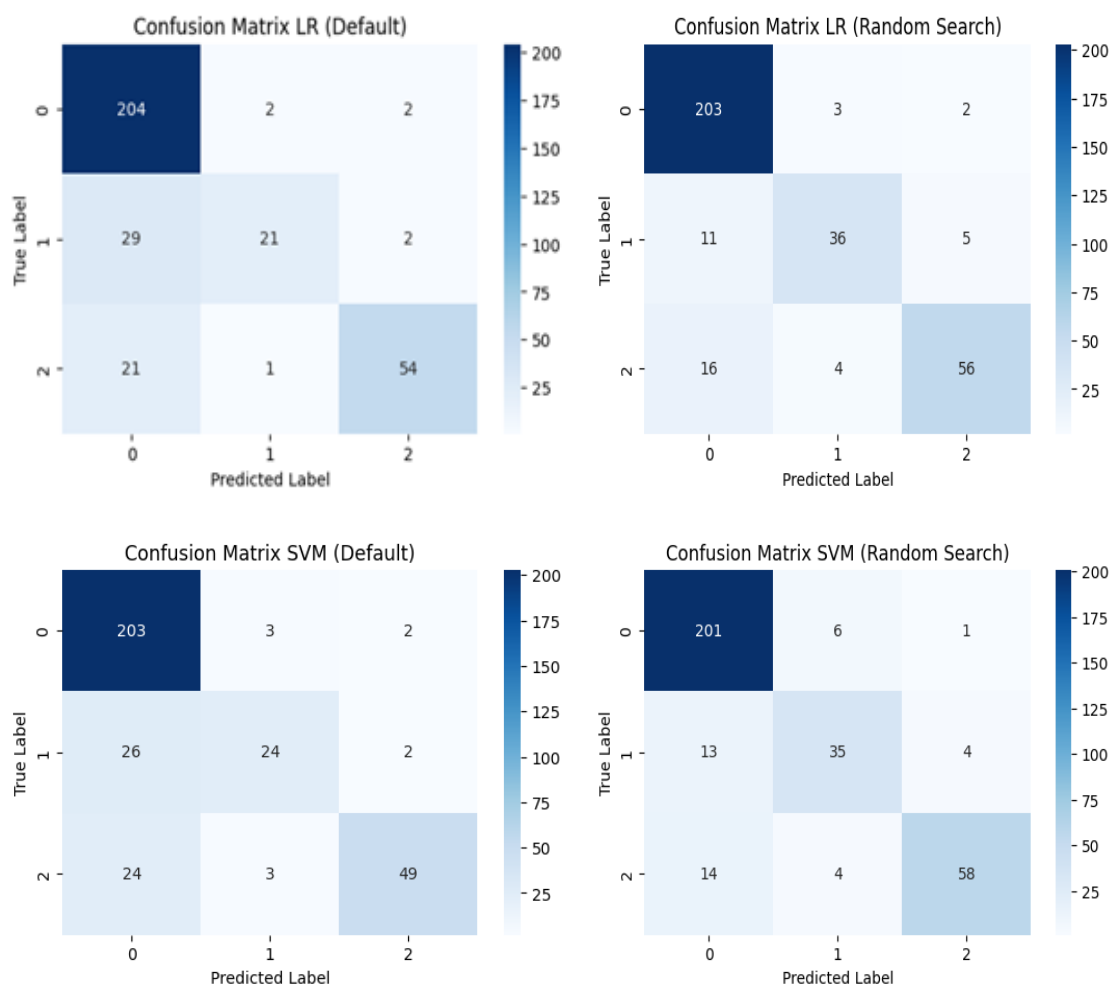 Confusion Matrix LR (Default)
True Label
0
1
2
204 2 2
29 21 2
21 1 54
0 1 2
Predicted Label
200
175
150
125
100
75
50
25
Confusion Matrix LR (Random Search)
True Label
0
1
2
203 3 2
11 36 5
16 4 56
0 1 2
Predicted Label
200
175
150
125
100
75
50
25
Confusion Matrix SVM (Default)
True Label
0
1
2
203 3 2
26 24 2
24 3 49
0 1 2
Predicted Label
200
175
150
125
100
75
50
25
Confusion Matrix SVM (Random Search)
True Label
0
1
2
201 6 1
13 35 4
14 4 58
0 1 2
Predicted Label
200
175
150
125
100
75
50
25